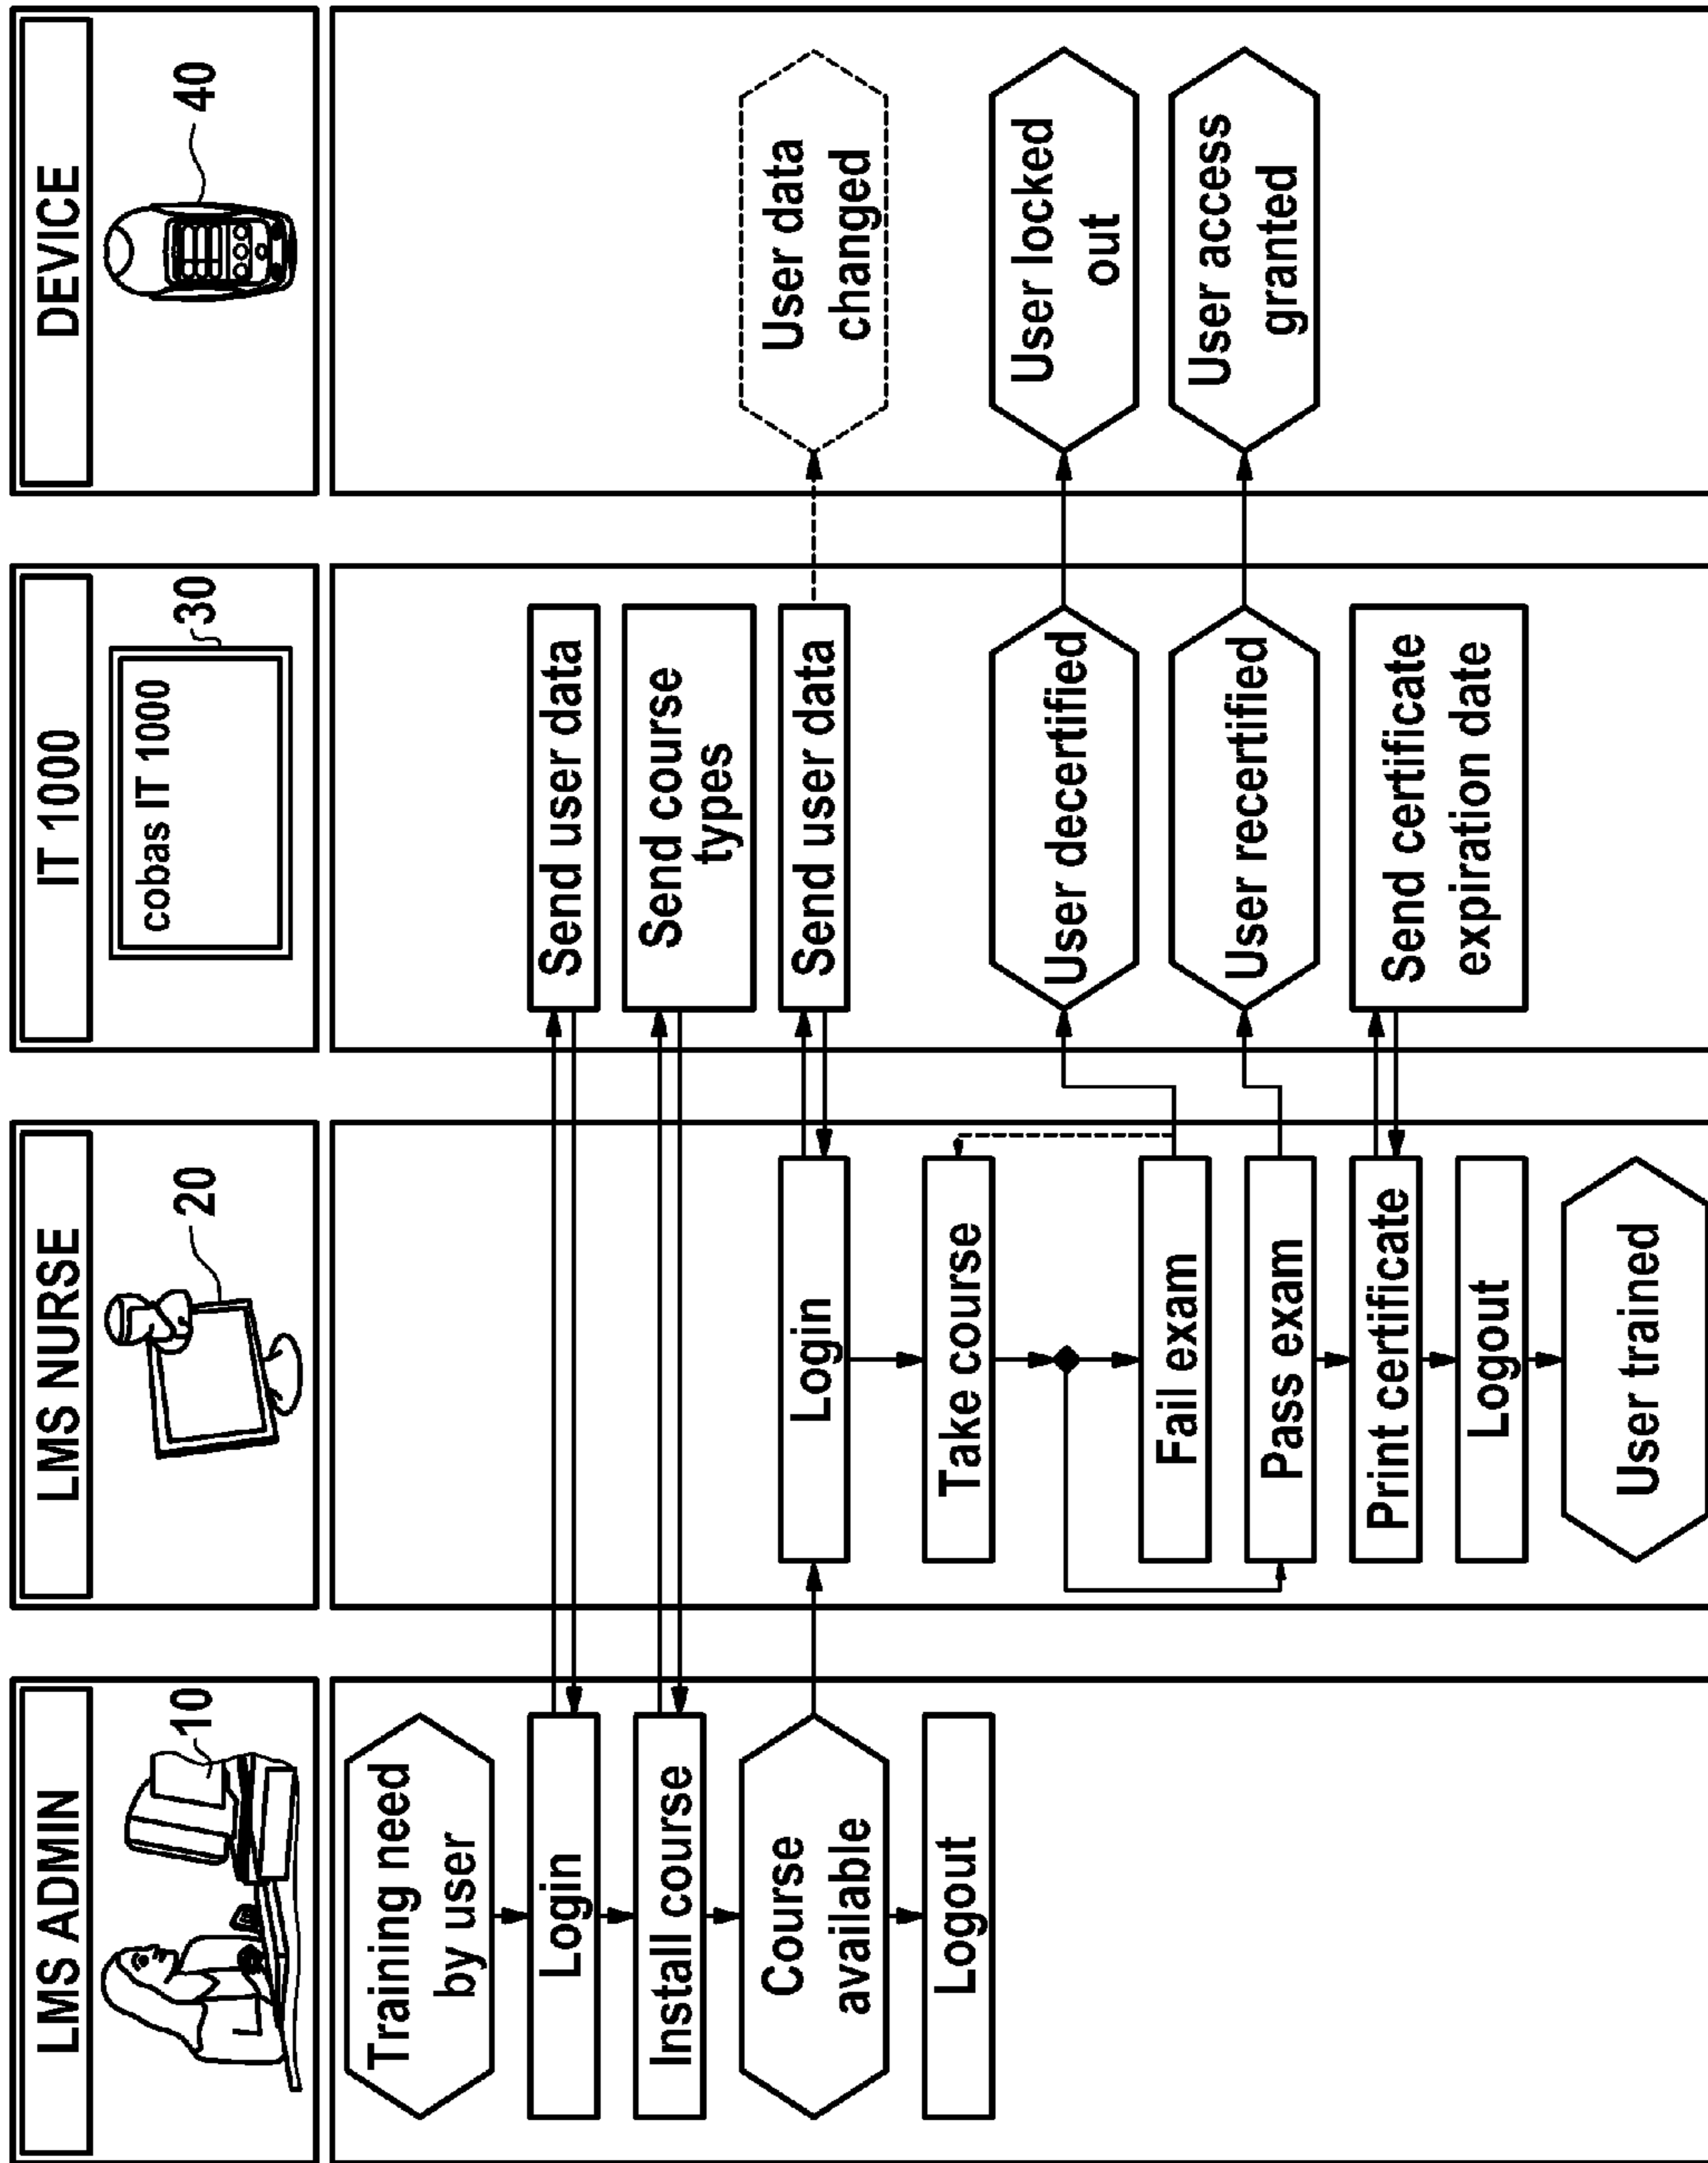 LMS ADMIN
10
Training need
by user
Login
Install course
Course
available
Logout
LMS NURSE
20
Login
Take course
Fail exam
Pass exam
Print certificate
Logout
User trained
IT 1000
cobas IT 1000
30
Send user data
Send course
types
Send user data
User decertified
User recertified
Send certificate
expiration date
DEVICE
40
User data
changed
User locked
out
User access
granted